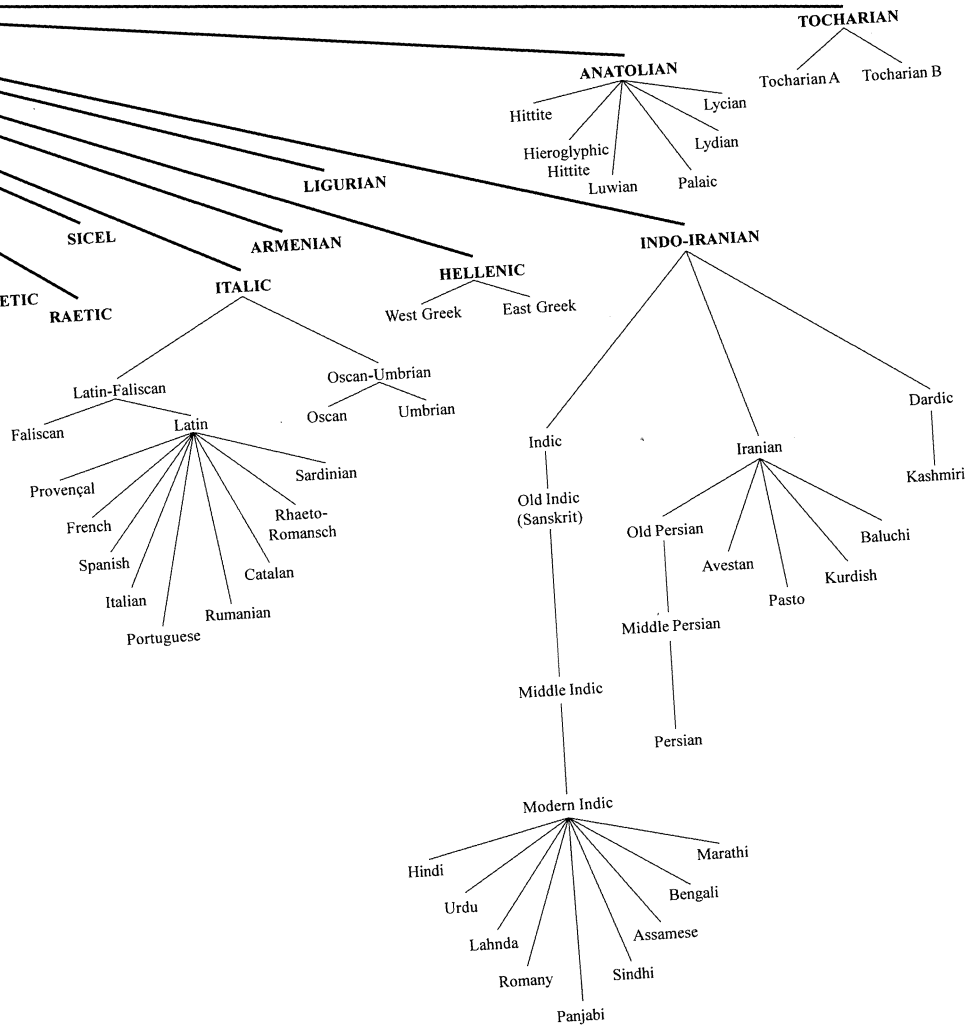 TOCHARIAN
Tocharian A
Tocharian B
ANATOLIAN
Hittite
Hieroglyphic
Hittite
Luwian
Palaic
Lydian
Lycian
LIGURIAN
SICEL
ARMENIAN
INDO-IRANIAN
HELLENIC
West Greek
East Greek
ITALIC
ETIC
RAETIC
Latin-Faliscan
Oscan-Umbrian
Faliscan
Latin
Oscan
Umbrian
Provençal
French
Spanish
Italian
Portuguese
Rumanian
Catalan
Rhaeto-
Romansch
Sardinian
Indic
Old Indic
(Sanskrit)
Middle Indic
Modern Indic
Hindi
Urdu
Lahnda
Romany
Panjabi
Sindhi
Assamese
Bengali
Marathi
Iranian
Old Persian
Middle Persian
Persian
Avestan
Pasto
Kurdish
Baluchi
Dardic
Kashmiri